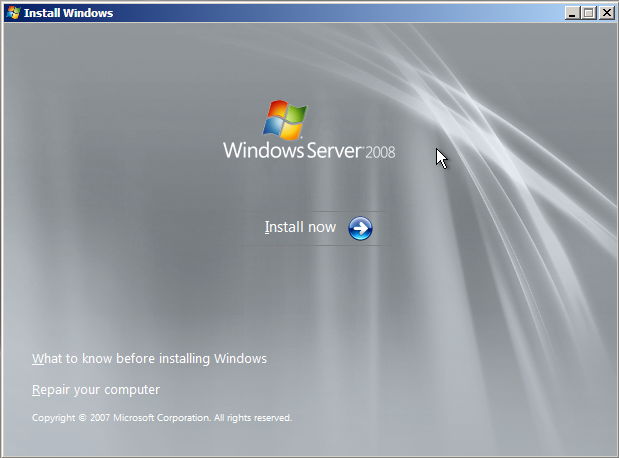 Install Windows
Windows Server 2008
Install now
What to know before installing Windows
Repair your computer
Copyright © 2007 Microsoft Corporation. All rights reserved.